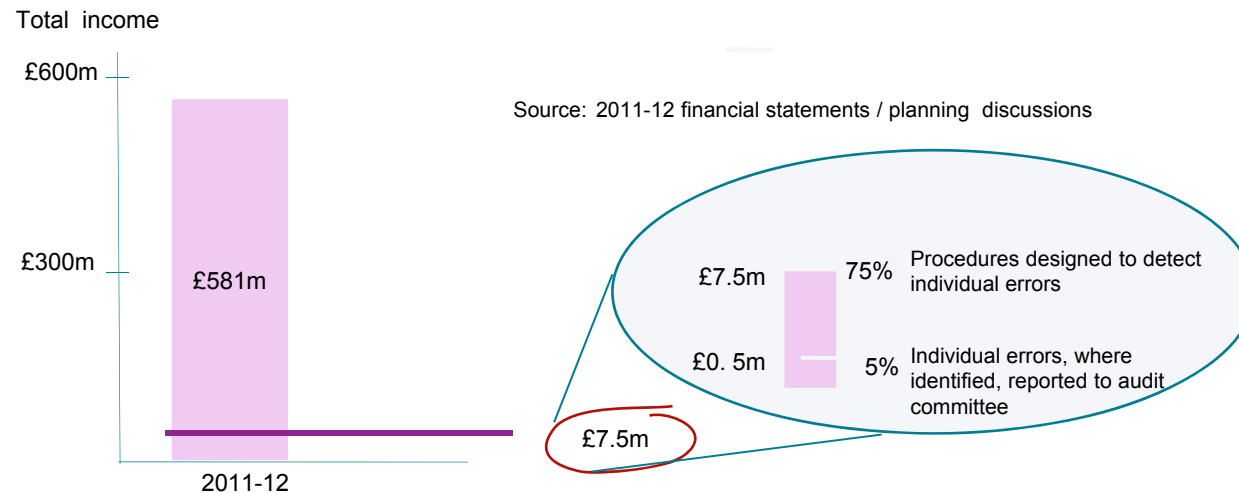 Total income
£600m
Source: 2011-12 financial statements / planning discussions
£300m
£581m
£7.5m
75%
Procedures designed to detect
individual errors
£0. 5m
5%
Individual errors, where
identified, reported to audit
committee
£7.5m
2011-12